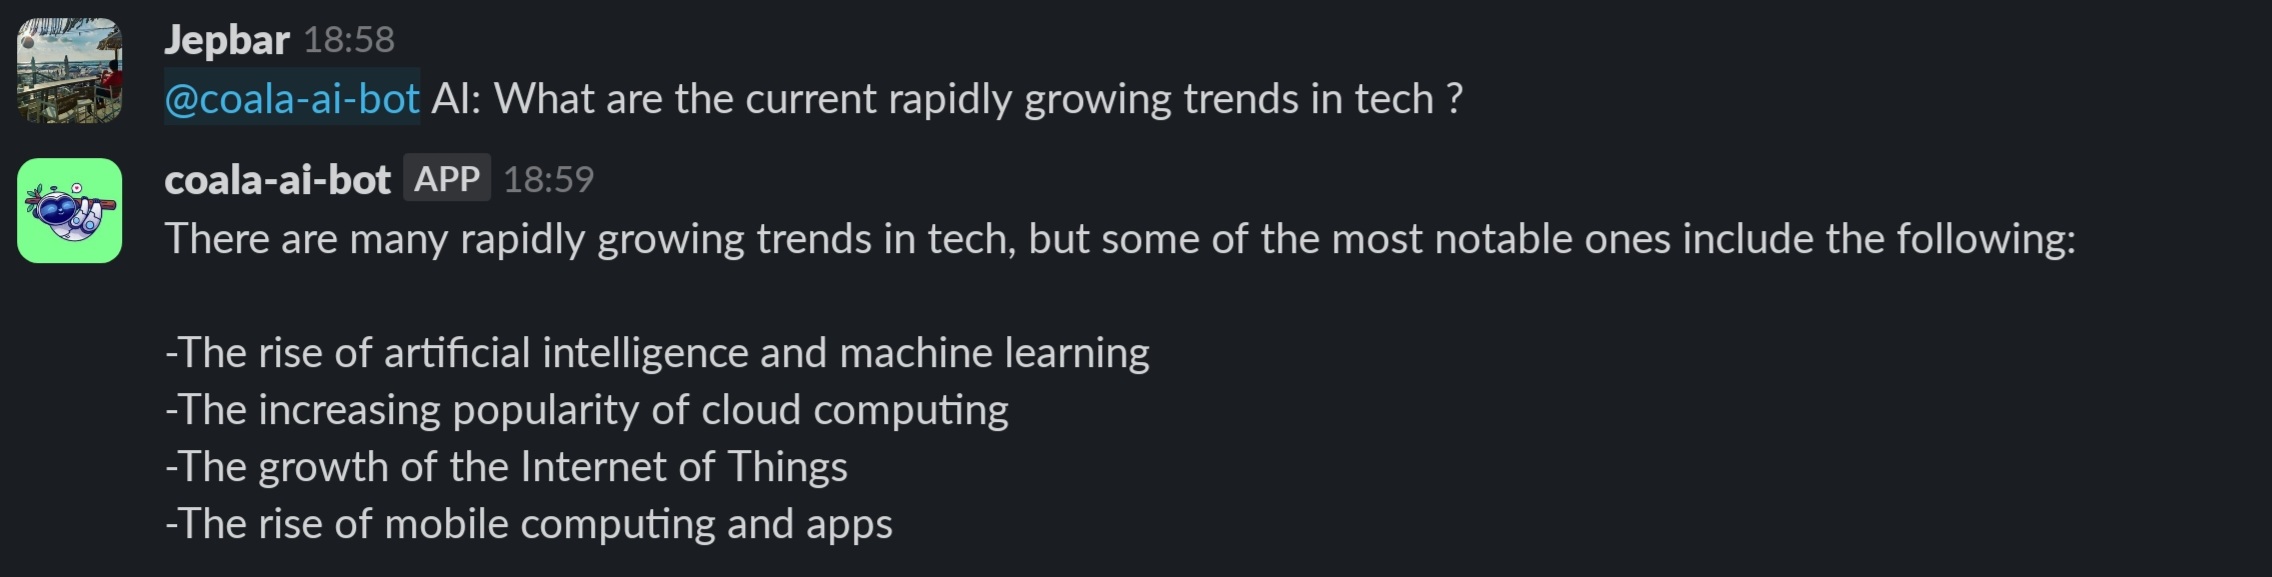 Jepbar 18:58
@coala-ai-bot AI: What are the current rapidly growing trends in tech ?
coala-ai-bot APP 18:59
There are many rapidly growing trends in tech, but some of the most notable ones include the following:
-The rise of artificial intelligence and machine learning
-The increasing popularity of cloud computing
-The growth of the Internet of Things
-The rise of mobile computing and apps